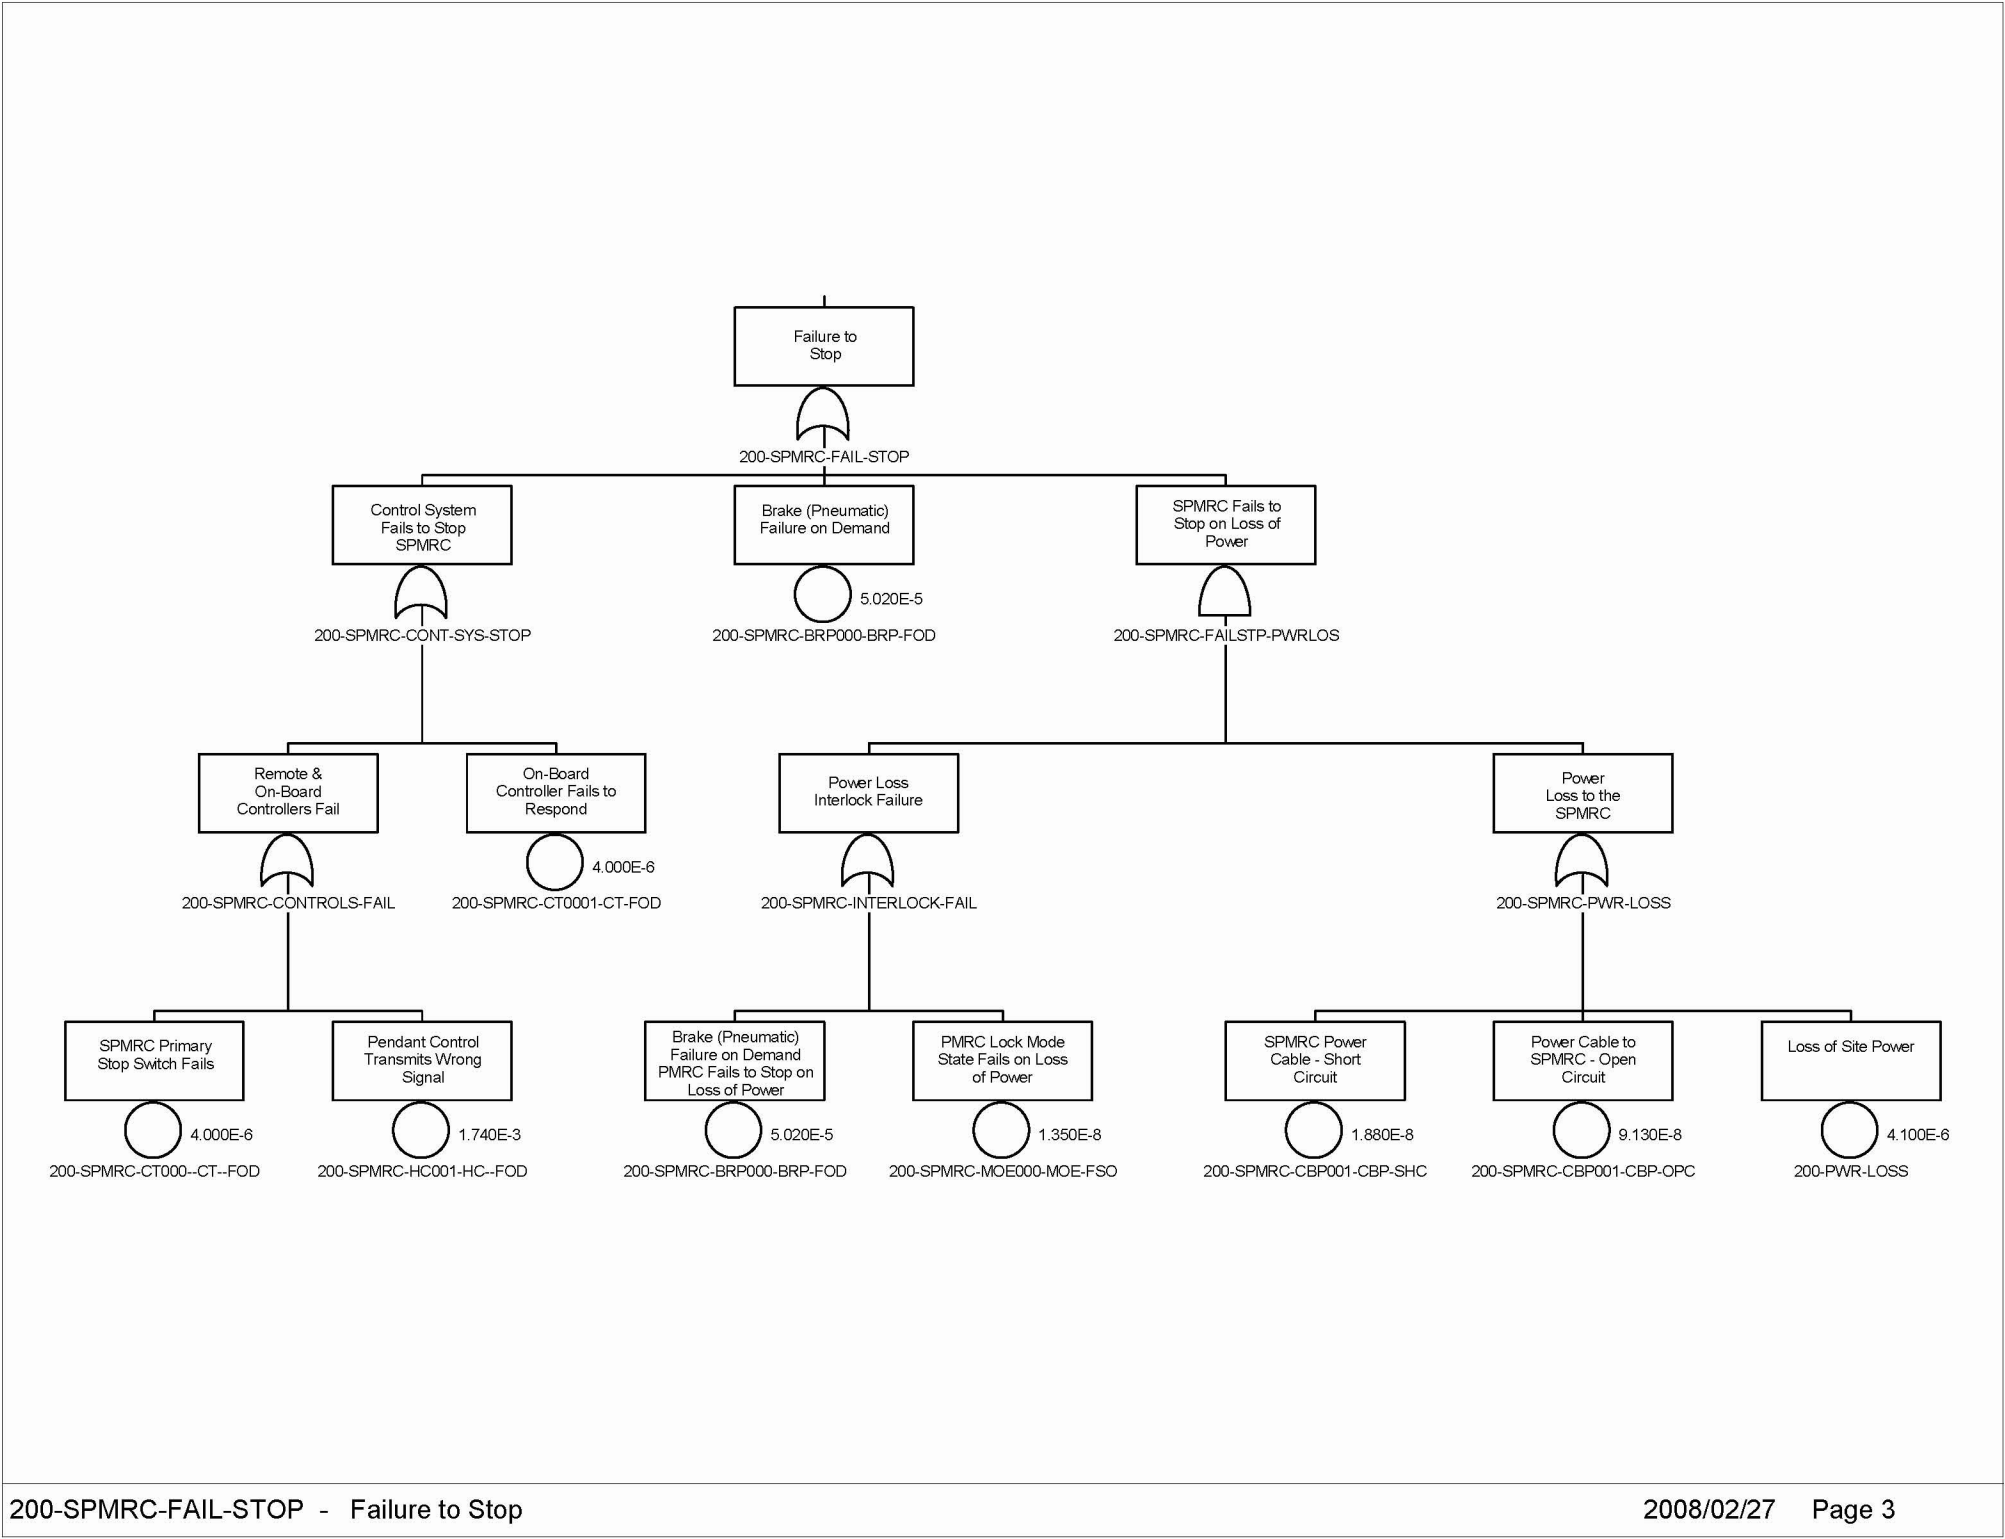 Failure to
Stop
200-SPMRC-FAIL-STOP
Control System
Fails to Stop
SPMRC
200-SPMRC-CONT-SYS-STOP
Brake (Pneumatic)
Failure on Demand
5.020E-5
200-SPMRC-BRP000-BRP-FOD
SPMRC Fails to
Stop on Loss of
Power
200-SPMRC-FAILSTP-PWRLOS
Remote &
On-Board
Controllers Fail
200-SPMRC-CONTROLS-FAIL
On-Board
Controller Fails to
Respond
4.000E-6
200-SPMRC-CT0001-CT-FOD
Power Loss
Interlock Failure
200-SPMRC-INTERLOCK-FAIL
Power
Loss to the
SPMRC
200-SPMRC-PWR-LOSS
SPMRC Primary
Stop Switch Fails
4.000E-6
200-SPMRC-CT000--CT--FOD
Pendant Control
Transmits Wrong
Signal
1.740E-3
200-SPMRC-HC001-HC--FOD
Brake (Pneumatic)
Failure on Demand
PMRC Fails to Stop on
Loss of Power
5.020E-5
200-SPMRC-BRP000-BRP-FOD
PMRC Lock Mode
State Fails on Loss
of Power
1.350E-8
200-SPMRC-MOE000-MOE-FSO
SPMRC Power
Cable - Short
Circuit
1.880E-8
200-SPMRC-CBP001-CBP-SHC
Power Cable to
SPMRC - Open
Circuit
9.130E-8
200-SPMRC-CBP001-CBP-OPC
Loss of Site Power
4.100E-6
200-PWR-LOSS
200-SPMRC-FAIL-STOP - Failure to Stop
2008/02/27 Page 3